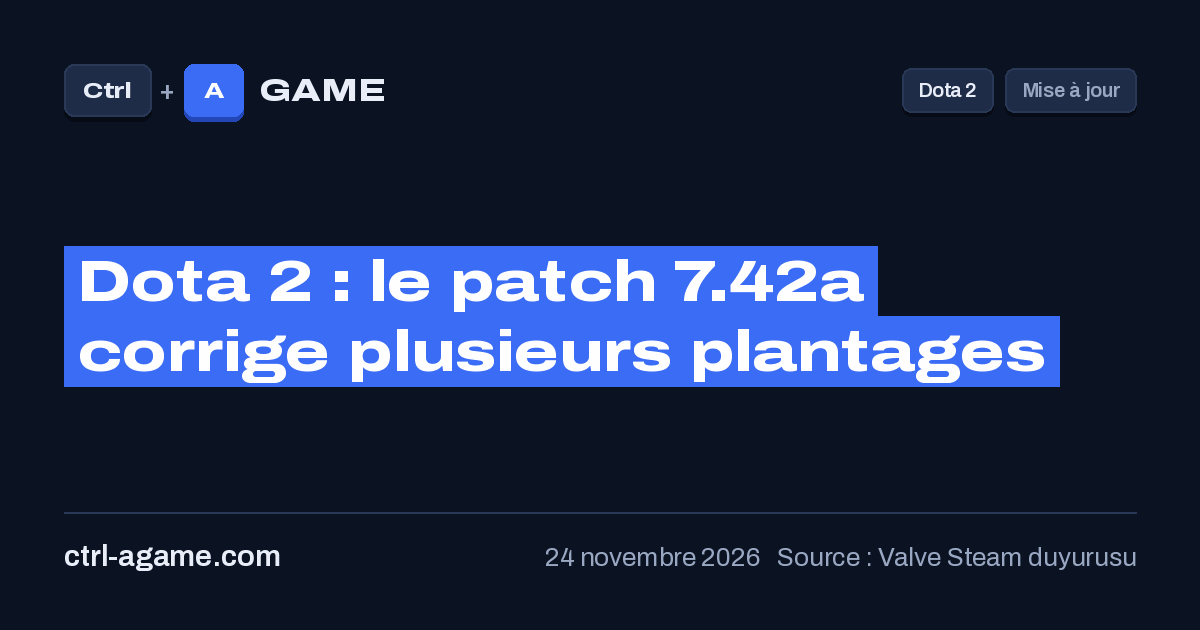 Ctrl + A GAME
Dota 2 Mise à jour
Dota 2 : le patch 7.42a
corrige plusieurs plantages
ctrl-agame.com
24 novembre 2026 Source : Valve Steam duyurusu